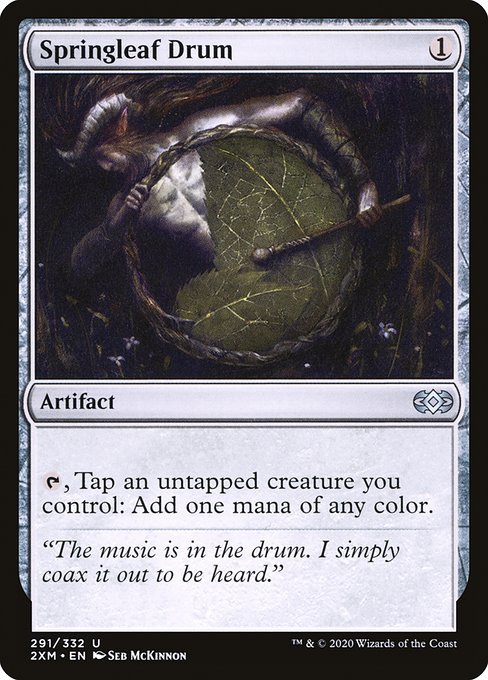 Springleaf Drum 1
Artifact
, Tap an untapped creature you
control: Add one mana of any color.
“The music is in the drum. I simply
coax it out to be heard.”
291/332 U
2XM • EN Seb McKinnon
™ & © 2020 Wizards of the Coast